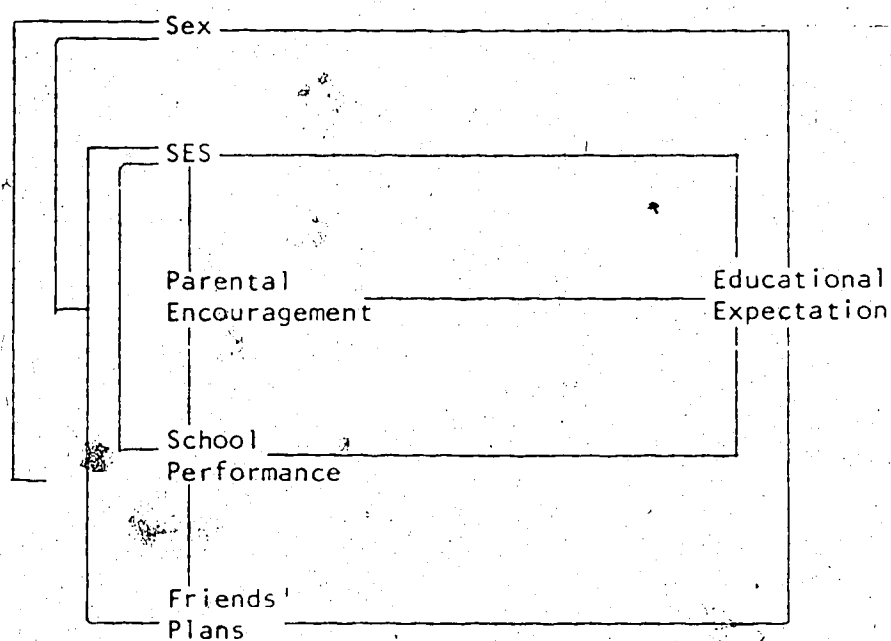 Sex
SES
Parental
Encouragement
Educational
Expectation
School
Performance
Friends'
Plans